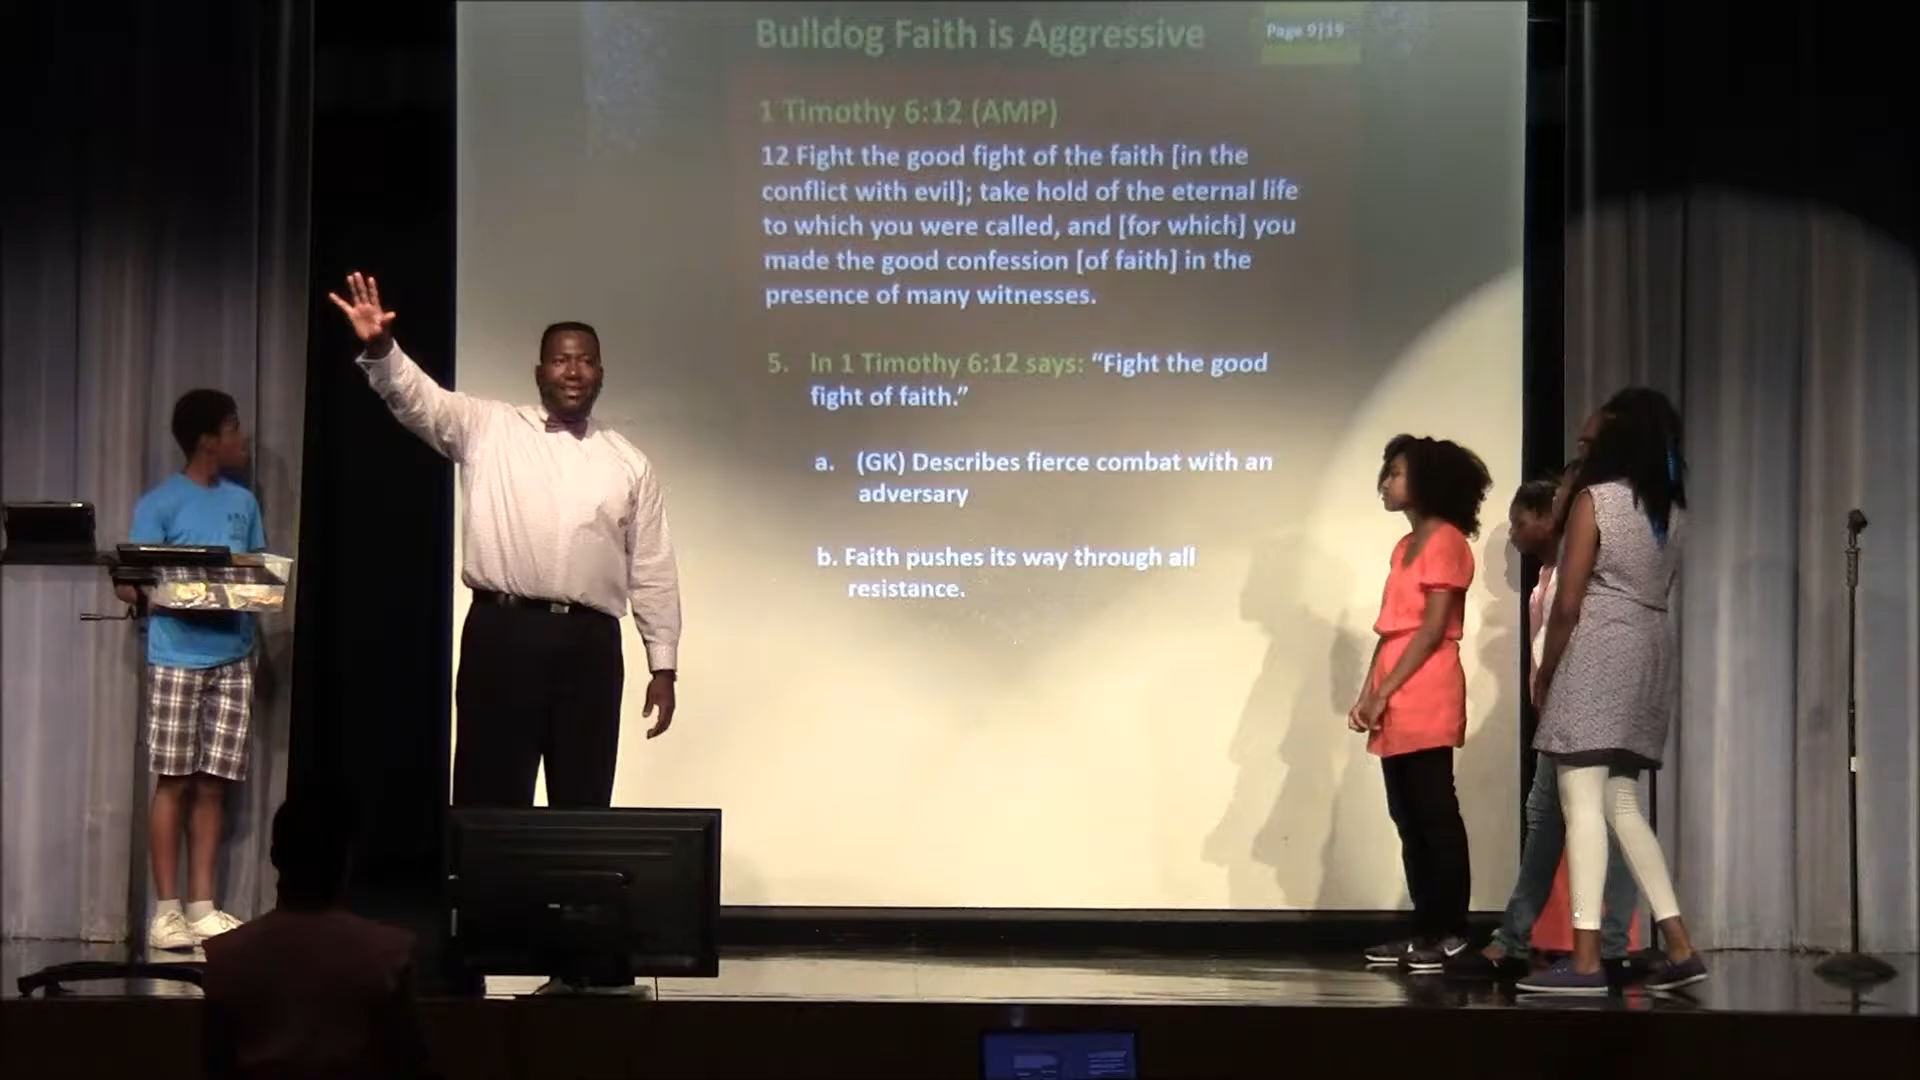 Bulldog Faith is Aggressive
Page 9|19
1 Timothy 6:12 (AMP)
12 Fight the good fight of the faith [in the
conflict with evil]; take hold of the eternal life
to which you were called, and [for which] you
made the good confession [of faith] in the
presence of many witnesses.
5. In 1 Timothy 6:12 says: “Fight the good
fight of faith.”
a. (GK) Describes fierce combat with an
adversary
b. Faith pushes its way through all
resistance.